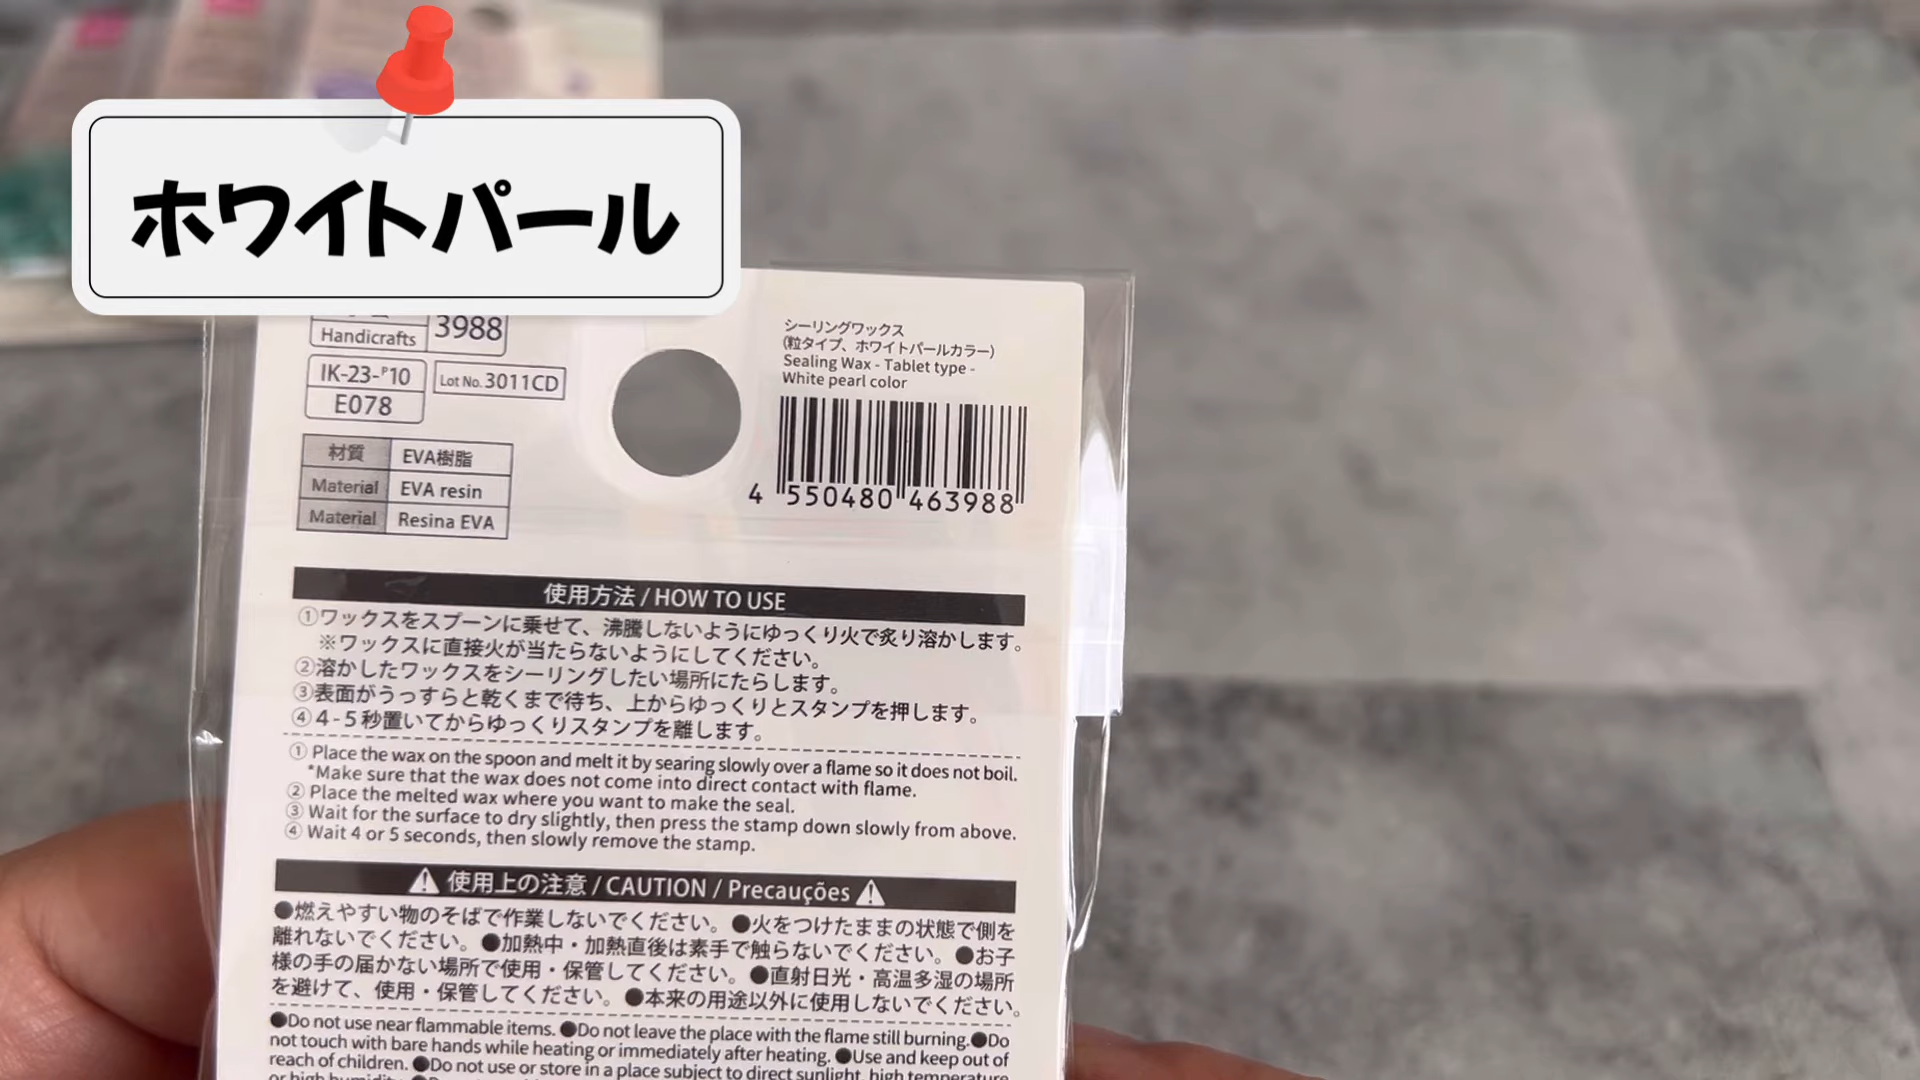 ホワイトパール
Handicrafts
3988
IK-23-P10
E078
Lot No. 3011CD
材質 EVA樹脂
Material EVA resin
Material Resina EVA
シーリングワックス
(粒タイプ、ホワイトパールカラー)
Sealing Wax - Tablet type -
White pearl color
4 550480 463988
使用方法 / HOW TO USE
①ワックスをスプーンに乗せて、沸騰しないようにゆっくり火で炙り溶かします。
※ワックスに直接火が当たらないようにしてください。
②溶かしたワックスをシーリングしたい場所にたらします。
③表面がうっすらと乾くまで待ち、上からゆっくりとスタンプを押します。
④4-5秒置いてからゆっくりスタンプを離します。
① Place the wax on the spoon and melt it by searing slowly over a flame so it does not boil.
*Make sure that the wax does not come into direct contact with flame.
② Place the melted wax where you want to make the seal.
③ Wait for the surface to dry slightly, then press the stamp down slowly from above.
④ Wait 4 or 5 seconds, then slowly remove the stamp.
使用上の注意 / CAUTION / Precauções
●燃えやすい物のそばで作業しないでください。●火をつけたままの状態で側を
離れないでください。●加熱中・加熱直後は素手で触らないでください。●お子
様の手の届かない場所で使用・保管してください。●直射日光・高温多湿の場所
を避けて、使用・保管してください。●本来の用途以外に使用しないでください。
●Do not use near flammable items. ●Do not leave the place with the flame still burning.●Do
not touch with bare hands while heating or immediately after heating. ●Use and keep out of
reach of children. ●Do not use or store in a place subject to direct sunlight, high temperature
or high humidity.